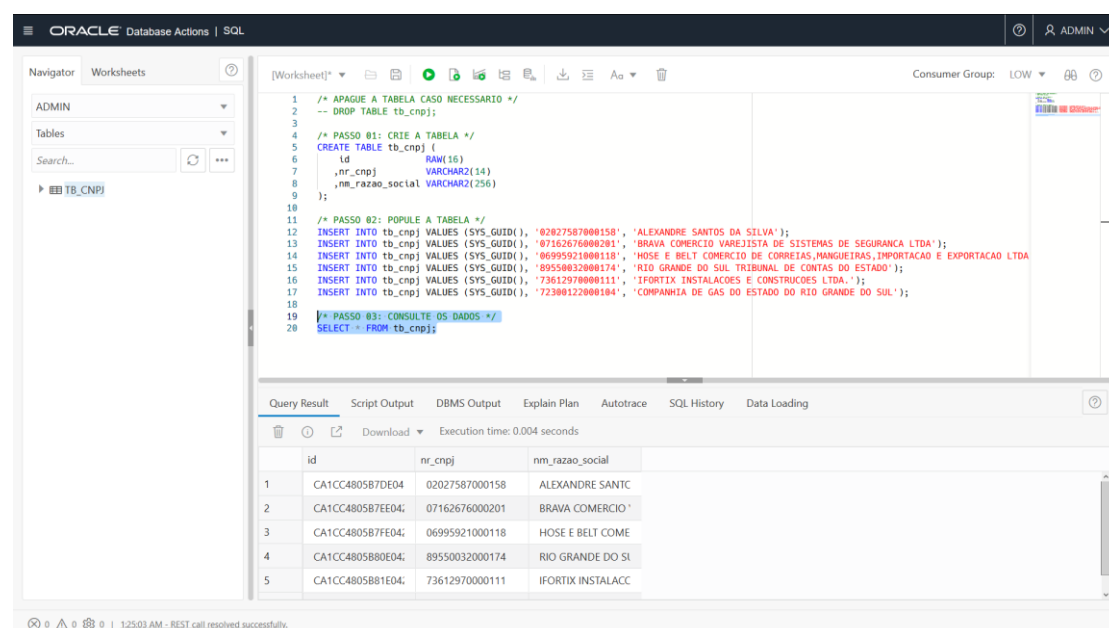 ORACLE Database Actions | SQL
ADMIN
Navigator Worksheets
ADMIN
Tables
Search...
TB_CNPJ
[Worksheet]*
Aa
Consumer Group: LOW
1 /* APAGUE A TABELA CASO NECESSARIO */
2 -- DROP TABLE tb_cnpj;
3
4 /* PASSO 01: CRIE A TABELA */
5 CREATE TABLE tb_cnpj (
6 id RAW(16)
7 ,nr_cnpj VARCHAR2(14)
8 ,nm_razao_social VARCHAR2(256)
9 );
10
11 /* PASSO 02: POPULE A TABELA */
12 INSERT INTO tb_cnpj VALUES (SYS_GUID(), '02027587000158', 'ALEXANDRE SANTOS DA SILVA');
13 INSERT INTO tb_cnpj VALUES (SYS_GUID(), '07162676000201', 'BRAVA COMERCIO VAREJISTA DE SISTEMAS DE SEGURANCA LTDA');
14 INSERT INTO tb_cnpj VALUES (SYS_GUID(), '06995921000118', 'HOSE E BELT COMERCIO DE CORREIAS,MANGUEIRAS,IMPORTACAO E EXPORTACAO LTDA
15 INSERT INTO tb_cnpj VALUES (SYS_GUID(), '89550032000174', 'RIO GRANDE DO SUL TRIBUNAL DE CONTAS DO ESTADO');
16 INSERT INTO tb_cnpj VALUES (SYS_GUID(), '73612970000111', 'IFORTIX INSTALACOES E CONSTRUCOES LTDA.');
17 INSERT INTO tb_cnpj VALUES (SYS_GUID(), '72300122000104', 'COMPANHIA DE GAS DO ESTADO DO RIO GRANDE DO SUL');
18
19 /* PASSO 03: CONSULTE OS DADOS */
20 SELECT * FROM tb_cnpj;
Query Result Script Output DBMS Output Explain Plan Autotrace SQL History Data Loading
Download Execution time: 0.004 seconds
id nr_cnpj nm_razao_social
1 CA1CC4805B7DE04 02027587000158 ALEXANDRE SANTO
2 CA1CC4805B7EE04 07162676000201 BRAVA COMERCIO
3 CA1CC4805B7FE04 06995921000118 HOSE E BELT COME
4 CA1CC4805B80E04 89550032000174 RIO GRANDE DO SU
5 CA1CC4805B81E04 73612970000111 IFORTIX INSTALACC
0 0 0 | 1:25:03 AM - REST call resolved successfully.